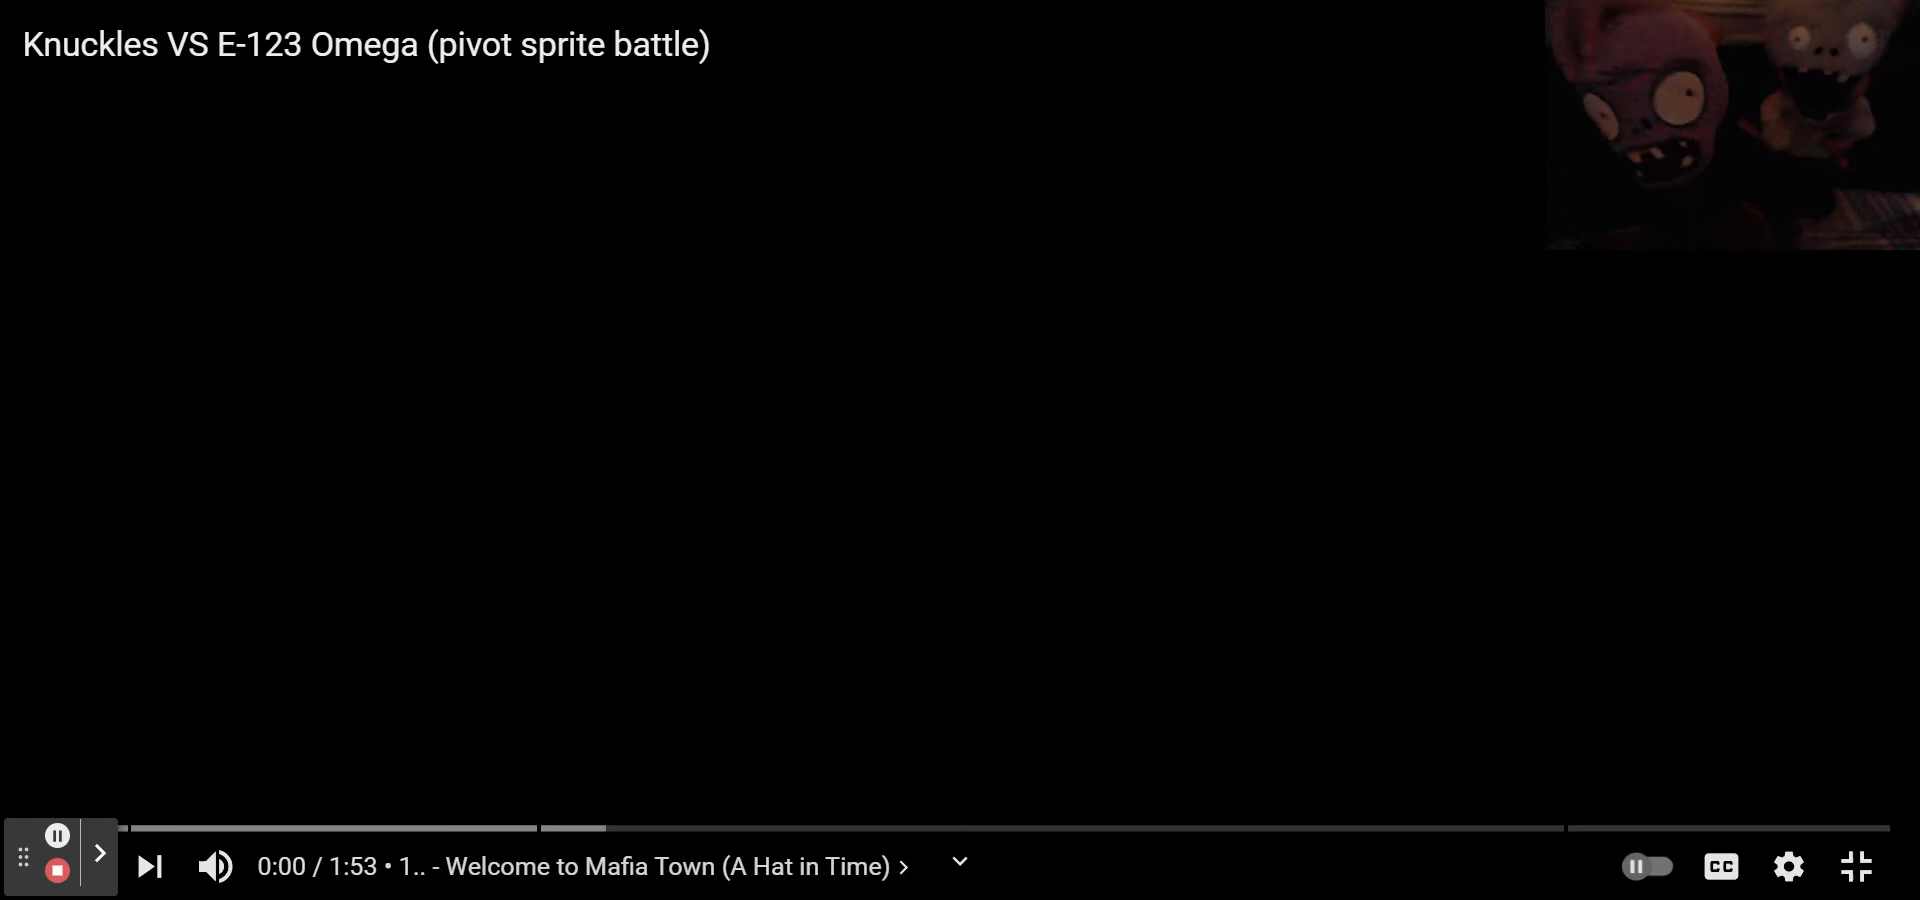 Knuckles VS E-123 Omega (pivot sprite battle)
0:00 / 1:53 • 1.. - Welcome to Mafia Town (A Hat in Time) ›
CC